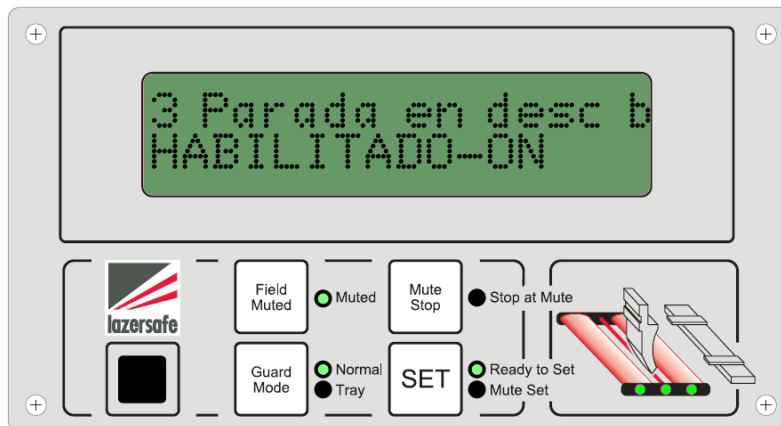 3 Parada en desc b
HABILITADO-ON
lazersafe
Field
Muted
Muted
Mute
Stop
Stop at Mute
Guard
Mode
Normal
Tray
SET
Ready to Set
Mute Set